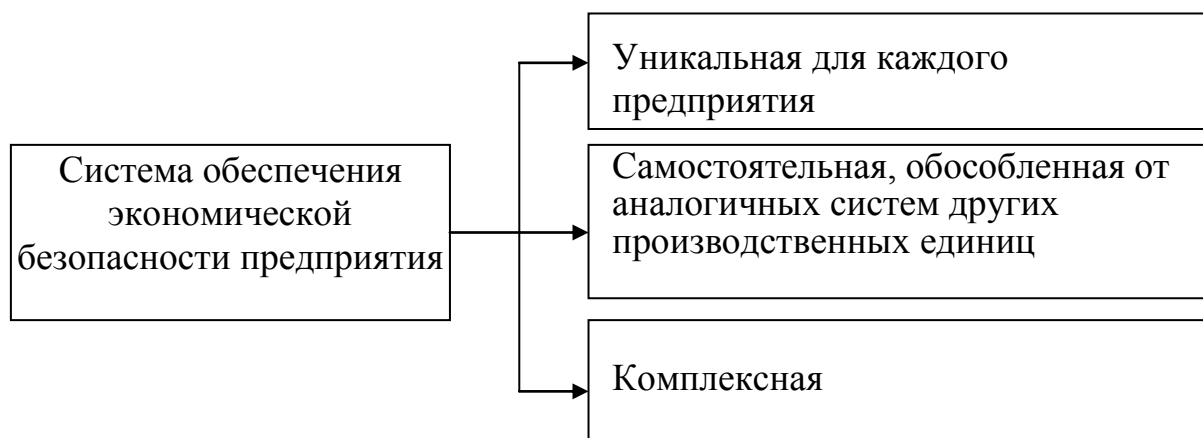 Система обеспечения
экономической
безопасности предприятия
Уникальная для каждого
предприятия
Самостоятельная, обособленная от
аналогичных систем других
производственных единиц
Комплексная